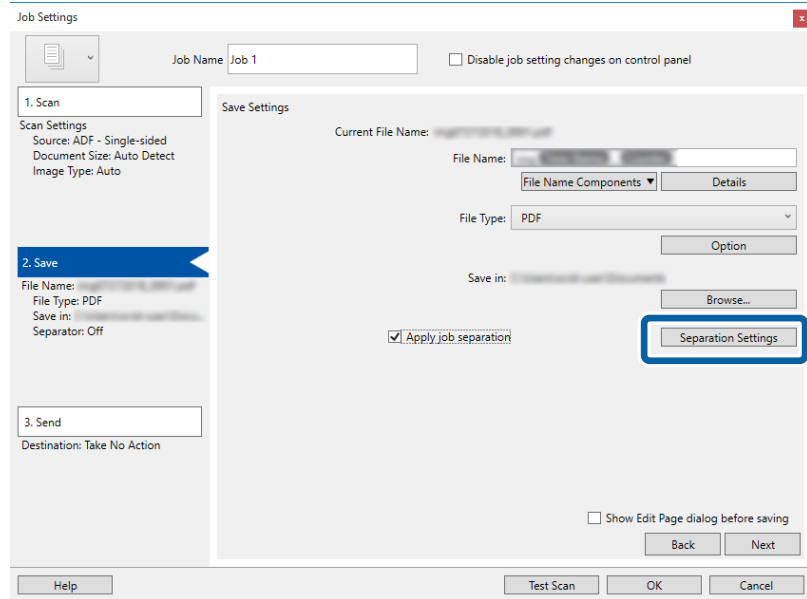 Job Settings
x
Job Name Job 1
Disable job setting changes on control panel
1. Scan
Scan Settings
Source: ADF - Single-sided
Document Size: Auto Detect
Image Type: Auto
2. Save
File Name:
File Type: PDF
Save in:
Separator: Off
3. Send
Destination: Take No Action
Save Settings
Current File Name:
File Name:
File Name Components ▼ Details
File Type: PDF
Option
Save in:
Browse...
Apply job separation Separation Settings
Show Edit Page dialog before saving
Back Next
Help Test Scan OK Cancel